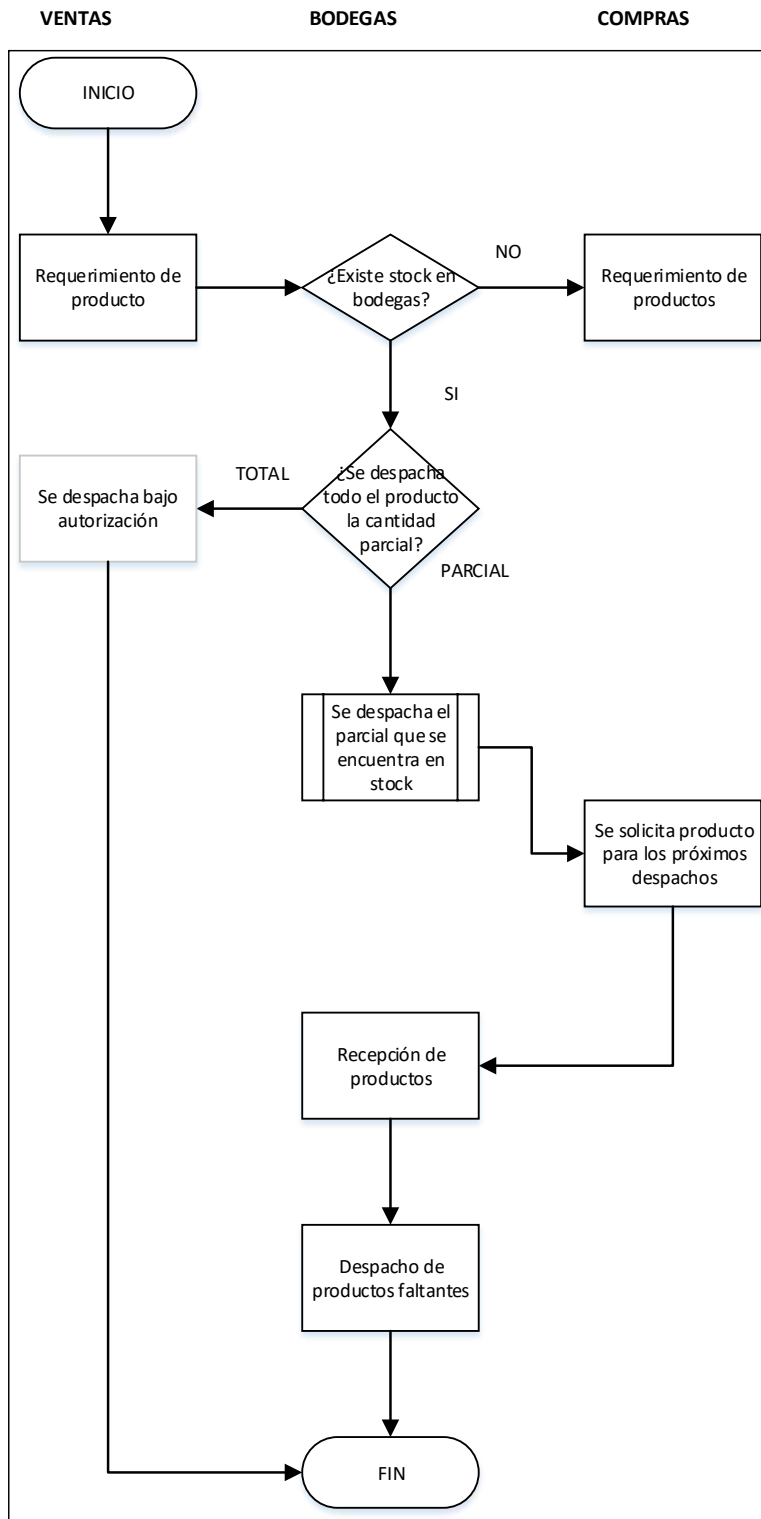 VENTAS
BODEGAS
COMPRAS
INICIO
Requerimiento de
producto
¿Existe stock en
bodegas?
NO
Requerimiento de
productos
SI
Se despacha bajo
autorización
TOTAL
¿Se despacha
todo el producto
la cantidad
parcial?
PARCIAL
Se despacha el
parcial que se
encuentra en
stock
Se solicita producto
para los próximos
despachos
Recepción de
productos
Despacho de
productos faltantes
FIN